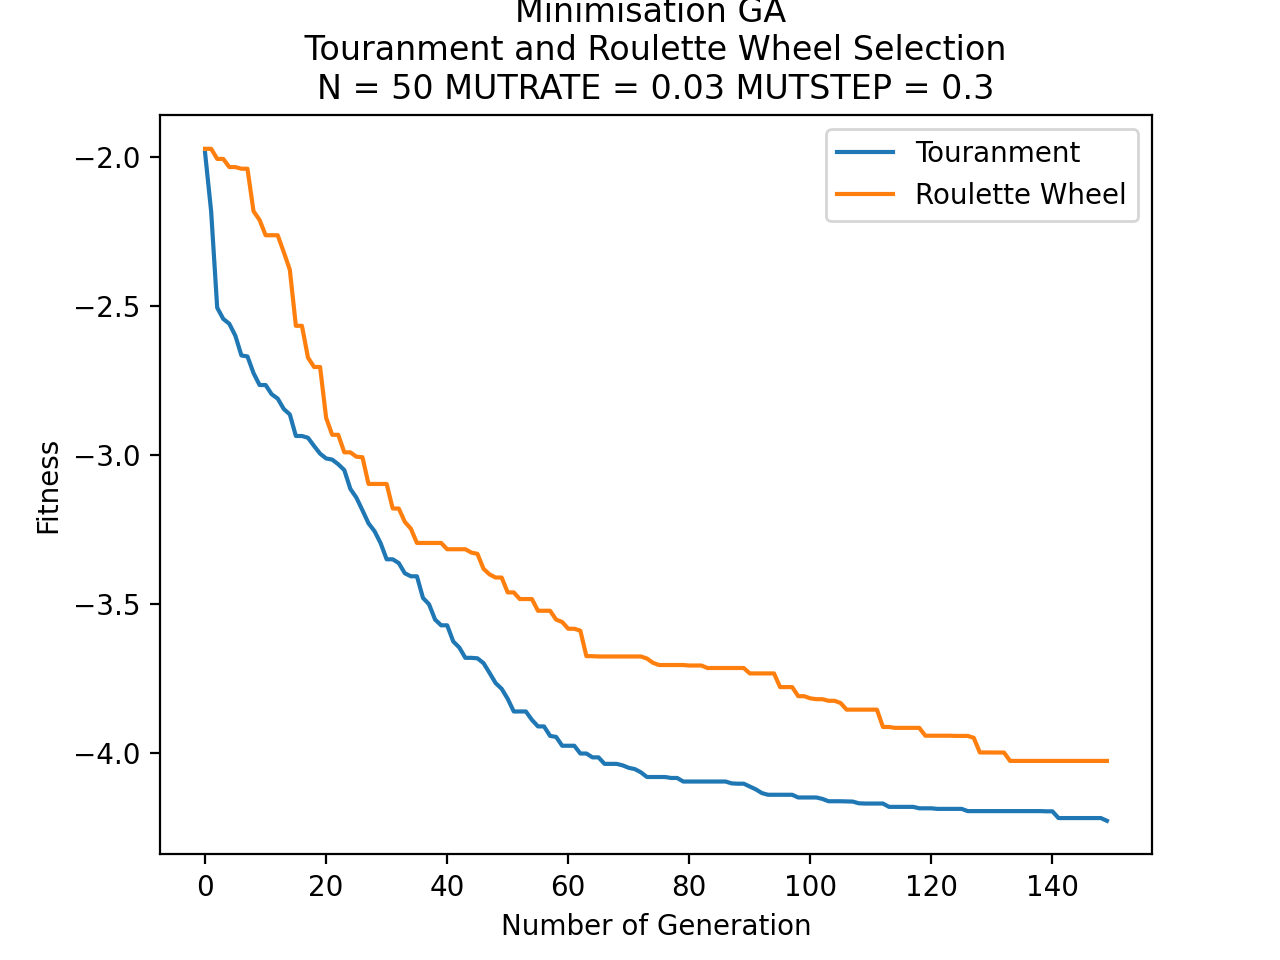 Minimisation GA
Touranment and Roulette Wheel Selection
N = 50 MUTRATE = 0.03 MUTSTEP = 0.3
Touranment
Roulette Wheel
−2.0
−2.5
−3.0
−3.5
−4.0
Fitness
0 20 40 60 80 100 120 140
Number of Generation